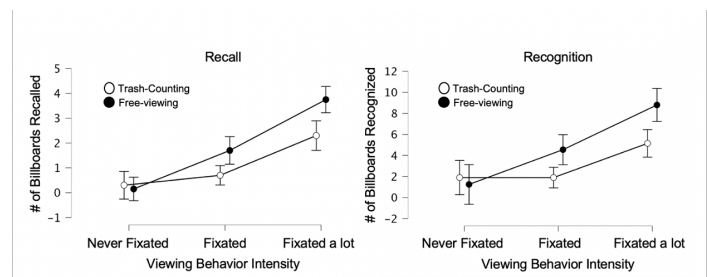 Recall
# of Billboards Recalled
5
4
3
2
1
0
−1
Trash-Counting
Free-viewing
Never Fixated Fixated Fixated a lot
Viewing Behavior Intensity
Recognition
# of Billboards Recognized
12
10
8
6
4
2
0
−2
Trash-Counting
Free-viewing
Never Fixated Fixated Fixated a lot
Viewing Behavior Intensity